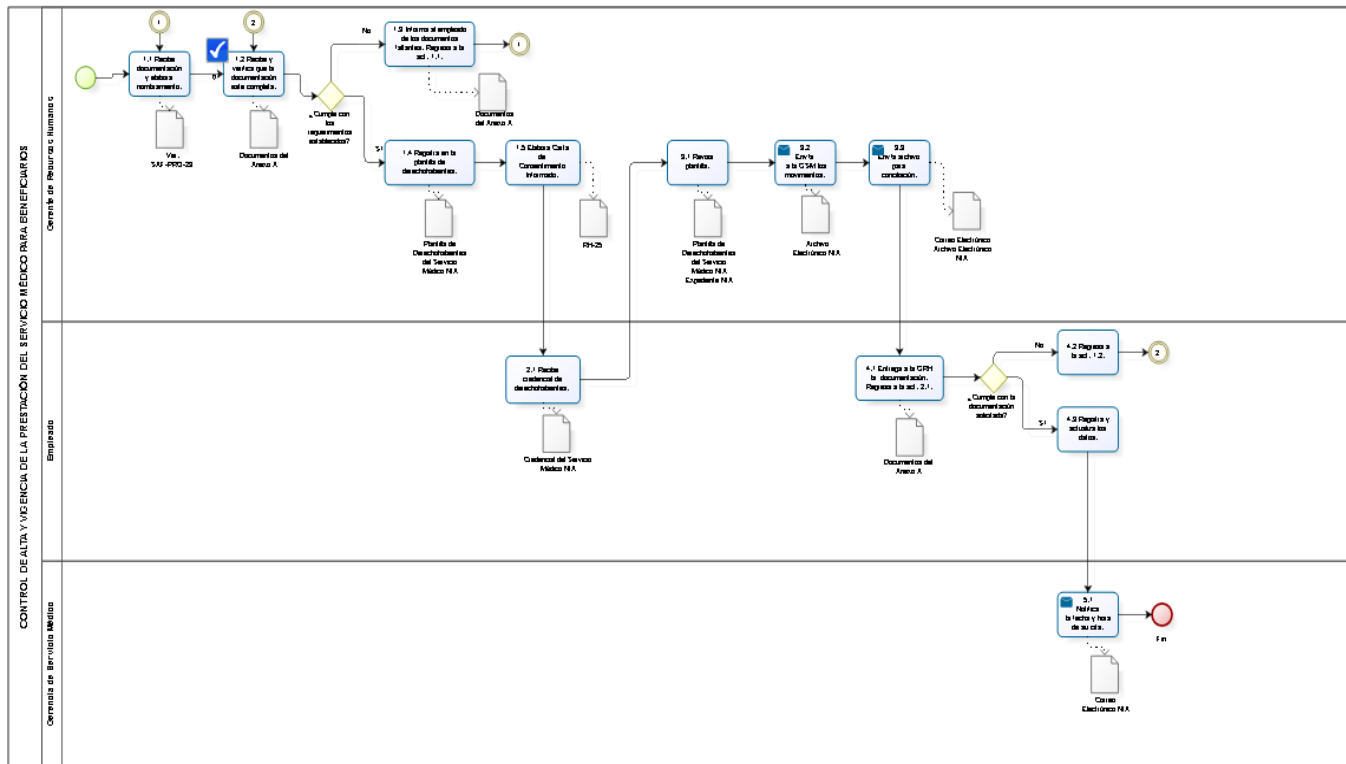 CONTROL DE ALTA Y VIGENCIA DE LA PRESTACIÓN DEL SERVICIO MÉDICO PARA BENEFICIARIOS
Gerente de Recursos Humanos
1
2
1.1 Recibe
documentación
y elabora
nombramiento.
1.2 Recibe y
verifica que la
documentación
este completa.
No
1.3 Informa al empleado
de los documentos
faltantes. Regresa a la
act. 1.1.
1
SAF-PRO-29
Documentos del
Anexo A
¿Cumple con
los
requerimientos
establecidos?
Documentos
del Anexo A
Si
1.4 Registra en la
plantilla de
derechohabientes.
1.5 Elabora Carta
de
Consentimiento
Informado.
3.1 Revisa
plantilla.
3.2
Envía
a la GSM los
movimientos.
3.3
Envía archivo
para
conciliación.
Plantilla de
Derechohabientes
del Servicio
Médico N/A
RH-25
Plantilla de
Derechohabientes
del Servicio
Médico N/A
Expediente N/A
Archivo
Electrónico N/A
Correo Electrónico
Archivo Electrónico
N/A
Empleado
2.1 Recibe
credencial de
derechohabientes.
4.1 Entrega a la GRH
la documentación.
Regresa a la act. 2.1.
No
4.2 Regresa a
la act. 1.2.
2
¿Cumple con la
documentación
solicitada?
Si
4.3 Registra y
actualiza los
datos.
Credencial del Servicio
Médico N/A
Documentos del
Anexo A
Gerencia de Servicio Médico
5.1
Notifica
la fecha y hora
de su cita.
Fin
Correo
Electrónico N/A